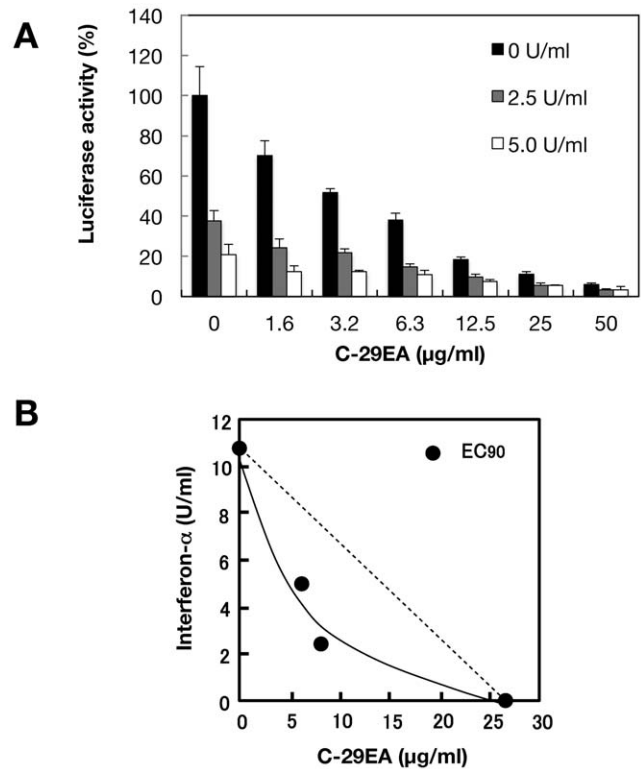 A
Luciferase activity (%)
140
120
100
80
60
40
20
0
0 U/ml
2.5 U/ml
5.0 U/ml
0 1.6 3.2 6.3 12.5 25 50
C-29EA (µg/ml)
B
Interferon-α (U/ml)
12
10
8
6
4
2
0
EC90
0 5 10 15 20 25 30
C-29EA (µg/ml)